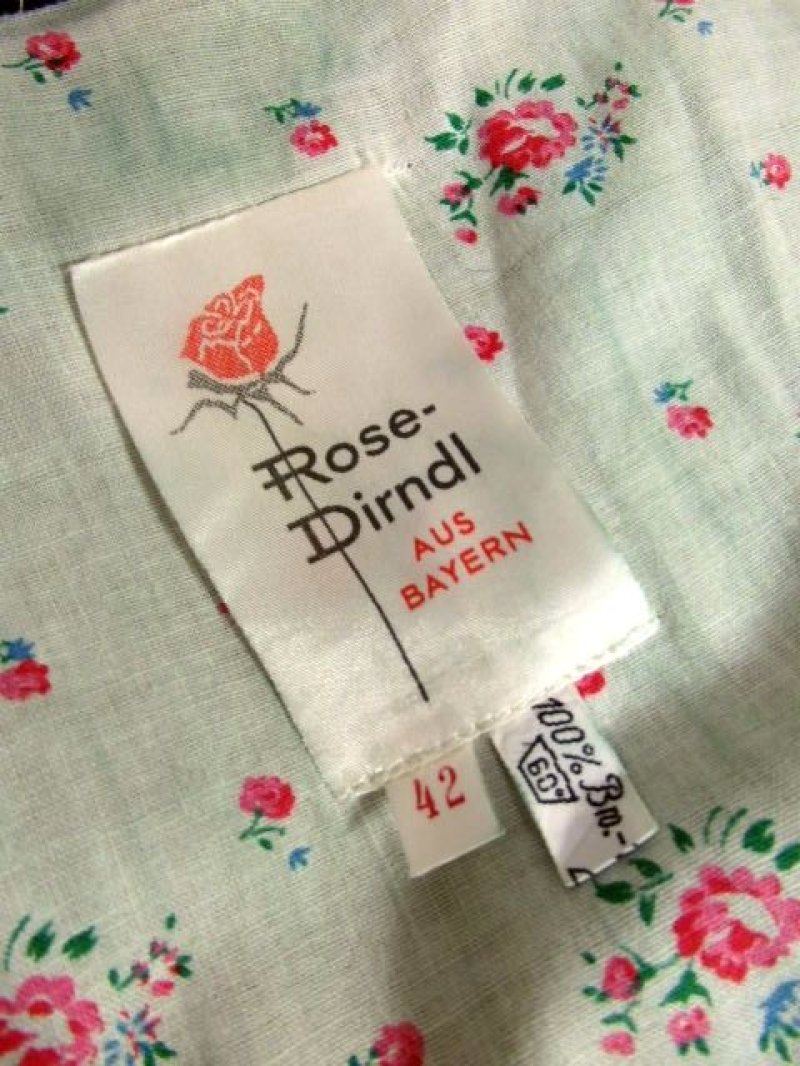 Rose-
Dirndl
AUS
BAYERN
42
100% Bw.-
60°